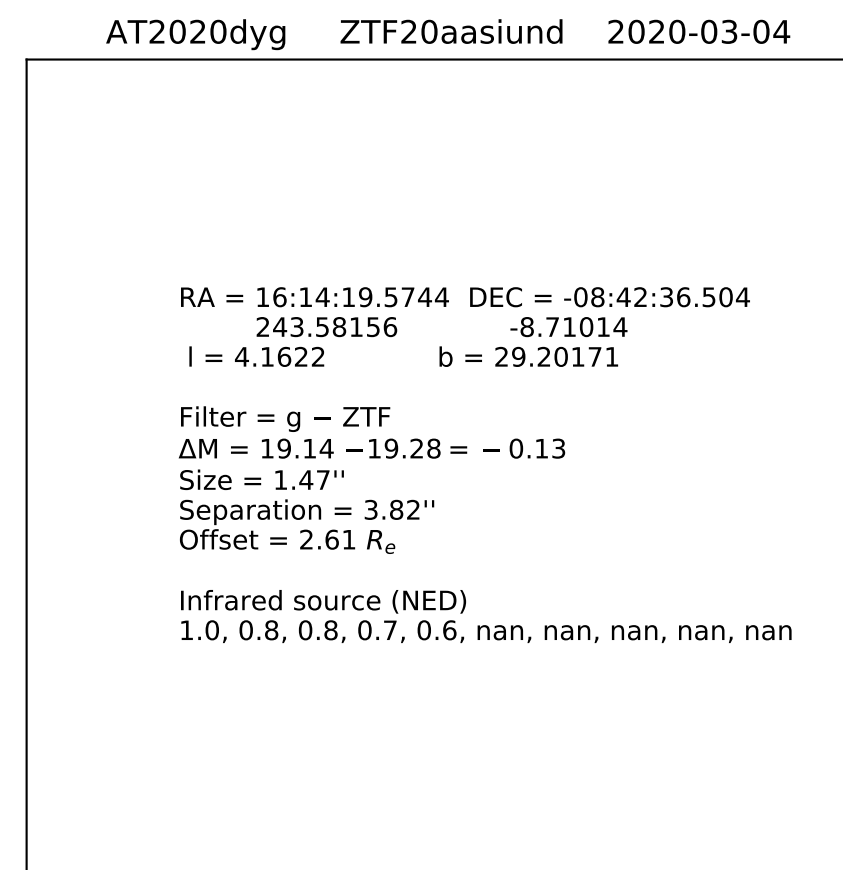 AT2020dyg ZTF20aasiund 2020-03-04
RA = 16:14:19.5744 DEC = -08:42:36.504
243.58156 -8.71014
l = 4.1622 b = 29.20171
Filter = g − ZTF
ΔM = 19.14 −19.28 = − 0.13
Size = 1.47''
Separation = 3.82''
Offset = 2.61 Re
Infrared source (NED)
1.0, 0.8, 0.8, 0.7, 0.6, nan, nan, nan, nan, nan